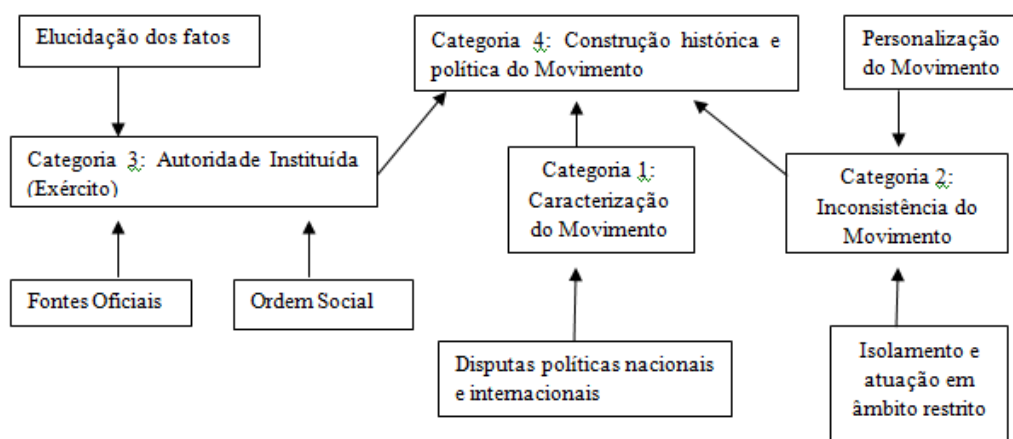 Elucidação dos fatos
Categoria 4: Construção histórica e
política do Movimento
Personalização
do Movimento
Categoria 3: Autoridade Instituída
(Exército)
Categoria 1:
Caracterização
do Movimento
Categoria 2:
Inconsistência do
Movimento
Fontes Oficiais
Ordem Social
Disputas políticas nacionais
e internacionais
Isolamento e
atuação em
âmbito restrito